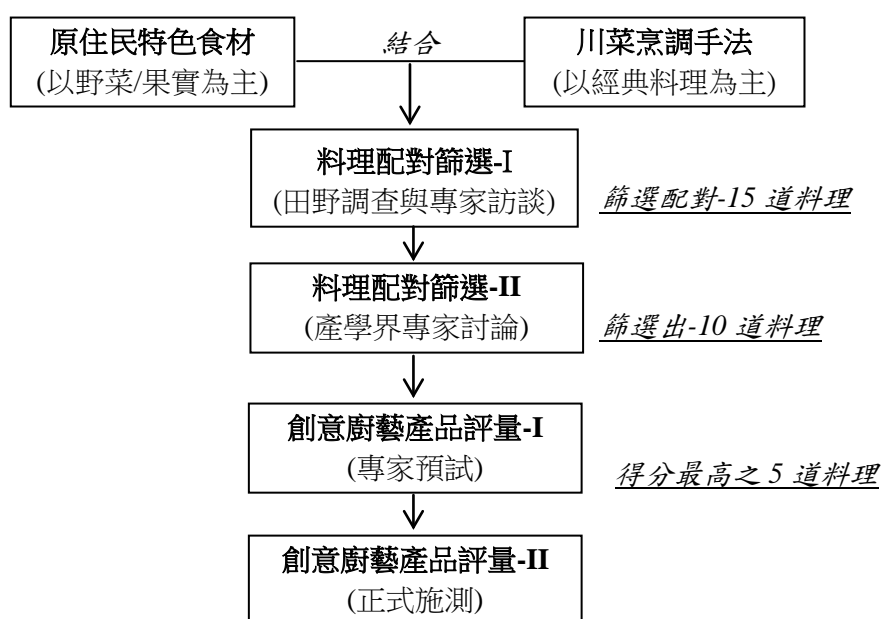 原住民特色食材
(以野菜/果實為主)
結合
川菜烹調手法
(以經典料理為主)
料理配對篩選-I
(田野調查與專家訪談)
篩選配對-15 道料理
料理配對篩選-II
(產學界專家討論)
篩選出-10 道料理
創意廚藝產品評量-I
(專家預試)
得分最高之 5 道料理
創意廚藝產品評量-II
(正式施測)